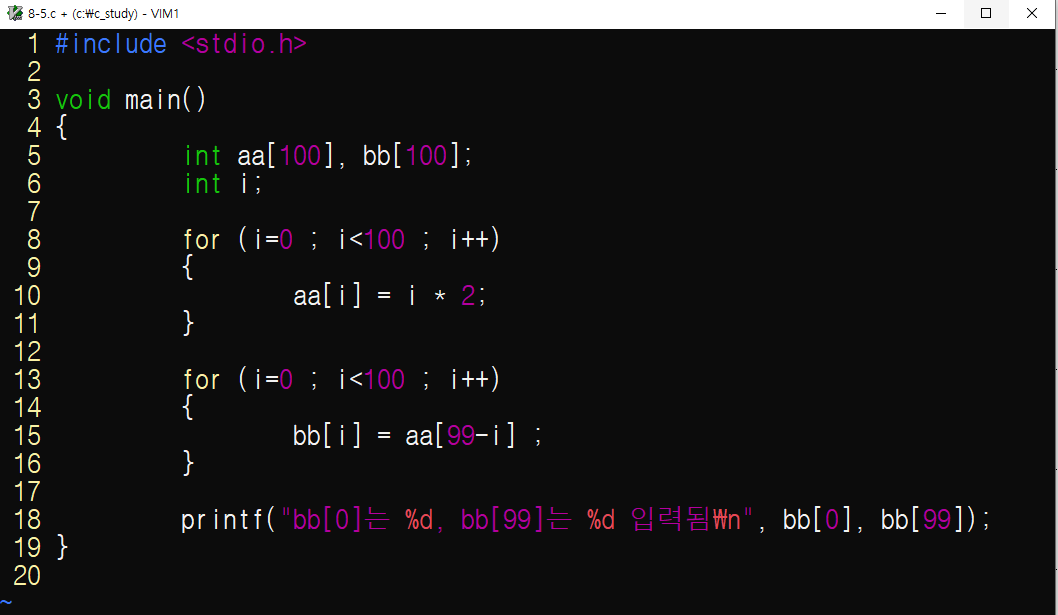 8-5.c + (c:₩c_study) - VIM1
1 #include <stdio.h>
2
3 void main()
4 {
5 int aa[100], bb[100];
6 int i;
7
8 for (i=0 ; i<100 ; i++)
9 {
10 aa[i] = i * 2;
11 }
12
13 for (i=0 ; i<100 ; i++)
14 {
15 bb[i] = aa[99-i] ;
16 }
17
18 printf("bb[0]는 %d, bb[99]는 %d 입력됨₩n", bb[0], bb[99]);
19 }
20
~